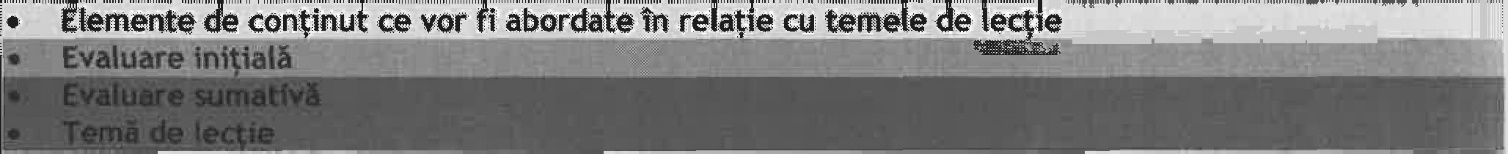 • Elemente de conținut ce vor fi abordate în relație cu temele de lecție
• Evaluare inițială
• Evaluare sumativă
• Temă de lecție